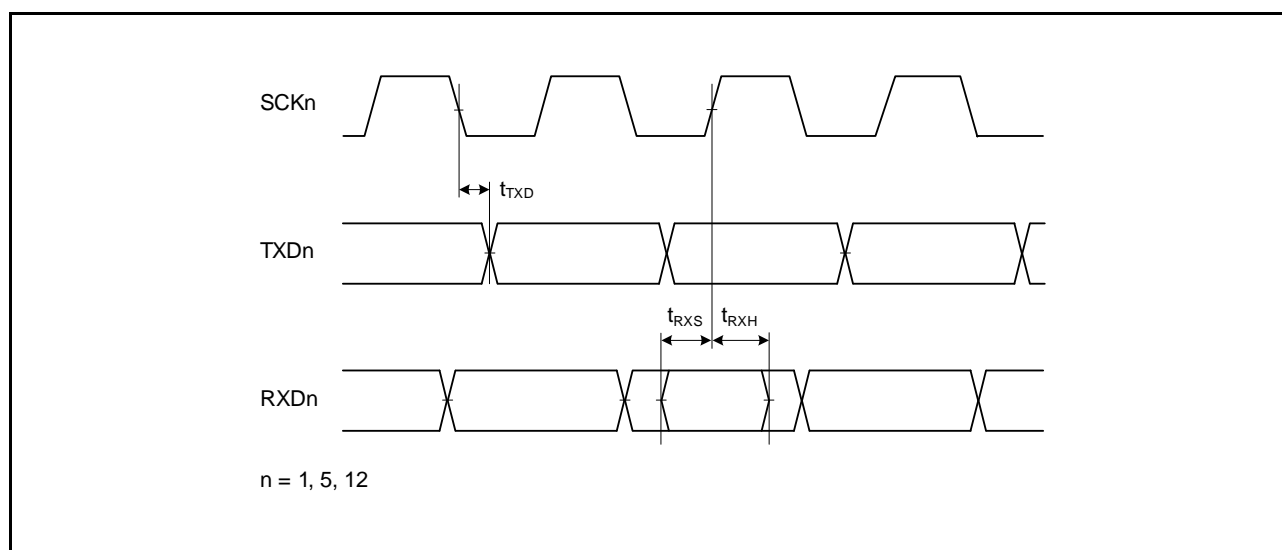 SCKn
tTXD
TXDn
tRXS tRXH
RXDn
n = 1, 5, 12